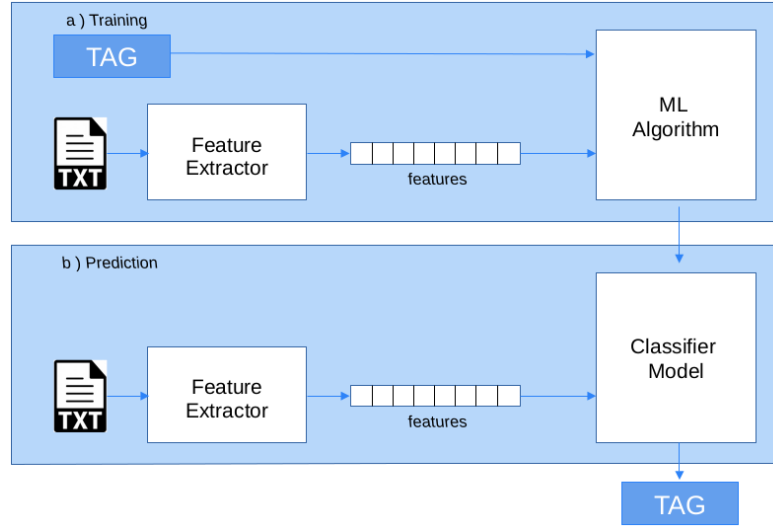 a ) Training
TAG
ML
Algorithm
TXT
Feature
Extractor
features
b ) Prediction
Classifier
Model
TXT
Feature
Extractor
features
TAG